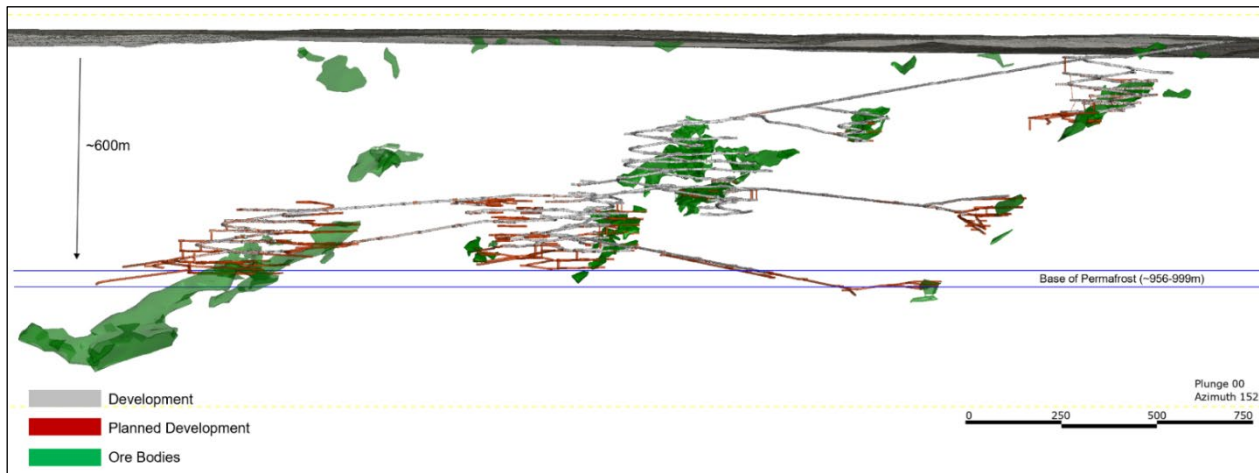 ~600m
Base of Permafrost (~956-999m)
Development
Planned Development
Ore Bodies
Plunge 00
Azimuth 152
0 250 500 750